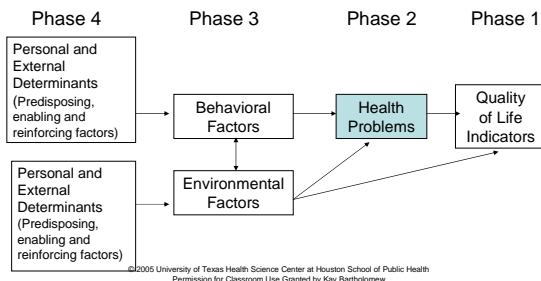 Phase 4 Phase 3 Phase 2 Phase 1
Personal and
External
Determinants
(Predisposing,
enabling and
reinforcing factors)
Behavioral
Factors
Health
Problems
Quality
of Life
Indicators
Personal and
External
Determinants
(Predisposing,
enabling and
reinforcing factors)
Environmental
Factors
©2005 University of Texas Health Science Center at Houston School of Public Health
Permission for Classroom Use Granted by Kay Bartholomew